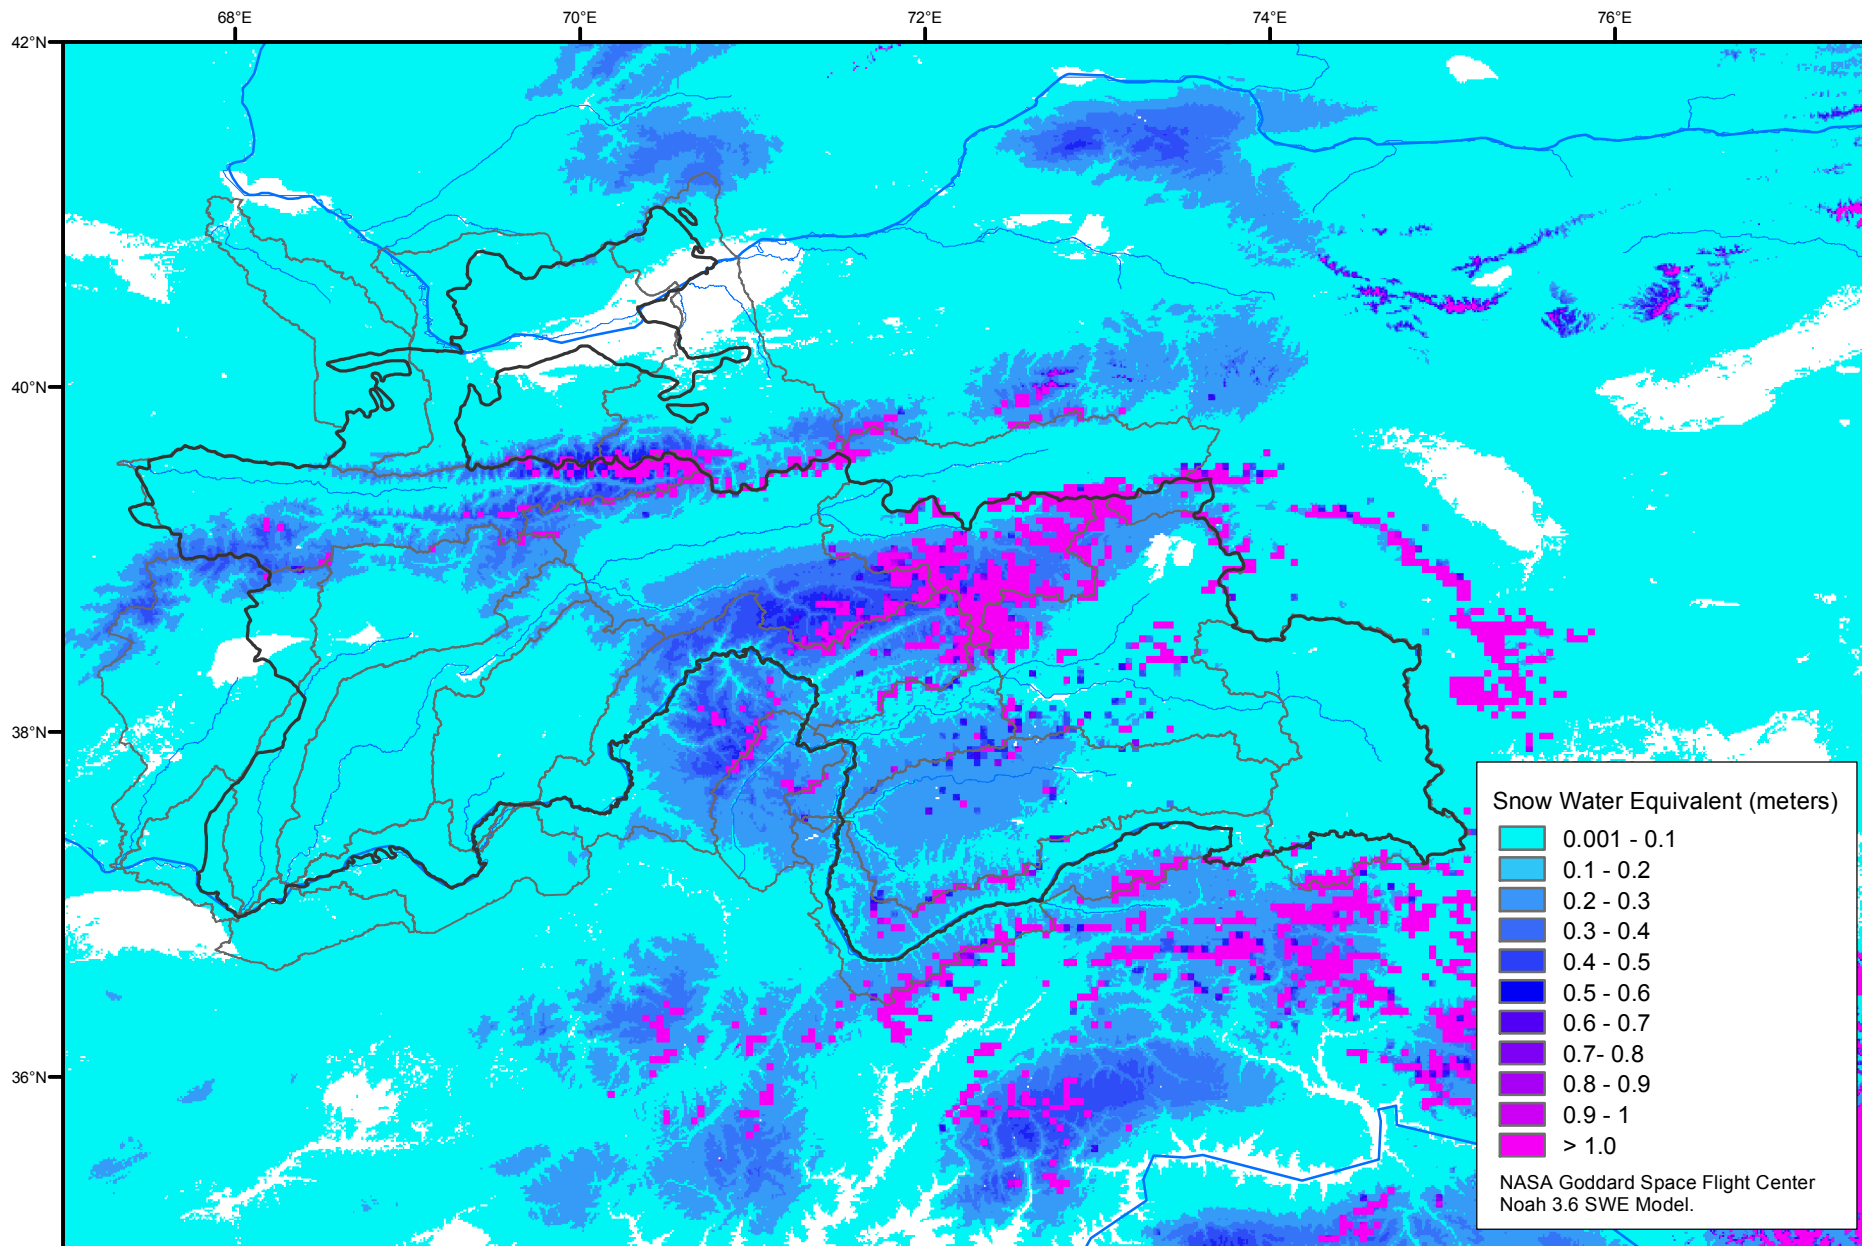 68°E 70°E 72°E 74°E 76°E
42°N
40°N
38°N
36°N
Snow Water Equivalent (meters)
0.001 - 0.1
0.1 - 0.2
0.2 - 0.3
0.3 - 0.4
0.4 - 0.5
0.5 - 0.6
0.6 - 0.7
0.7- 0.8
0.8 - 0.9
0.9 - 1
> 1.0
NASA Goddard Space Flight Center
Noah 3.6 SWE Model.